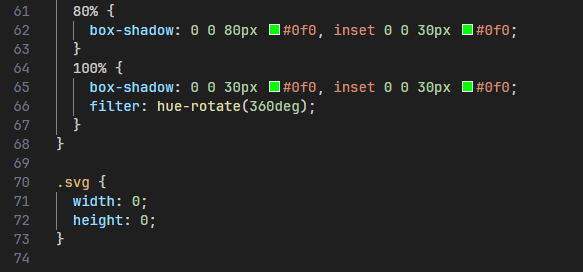 61 80% {
62 box-shadow: 0 0 80px #0f0, inset 0 0 30px #0f0;
63 }
64 100% {
65 box-shadow: 0 0 30px #0f0, inset 0 0 30px #0f0;
66 filter: hue-rotate(360deg);
67 }
68 }
69
70 .svg {
71 width: 0;
72 height: 0;
73 }
74